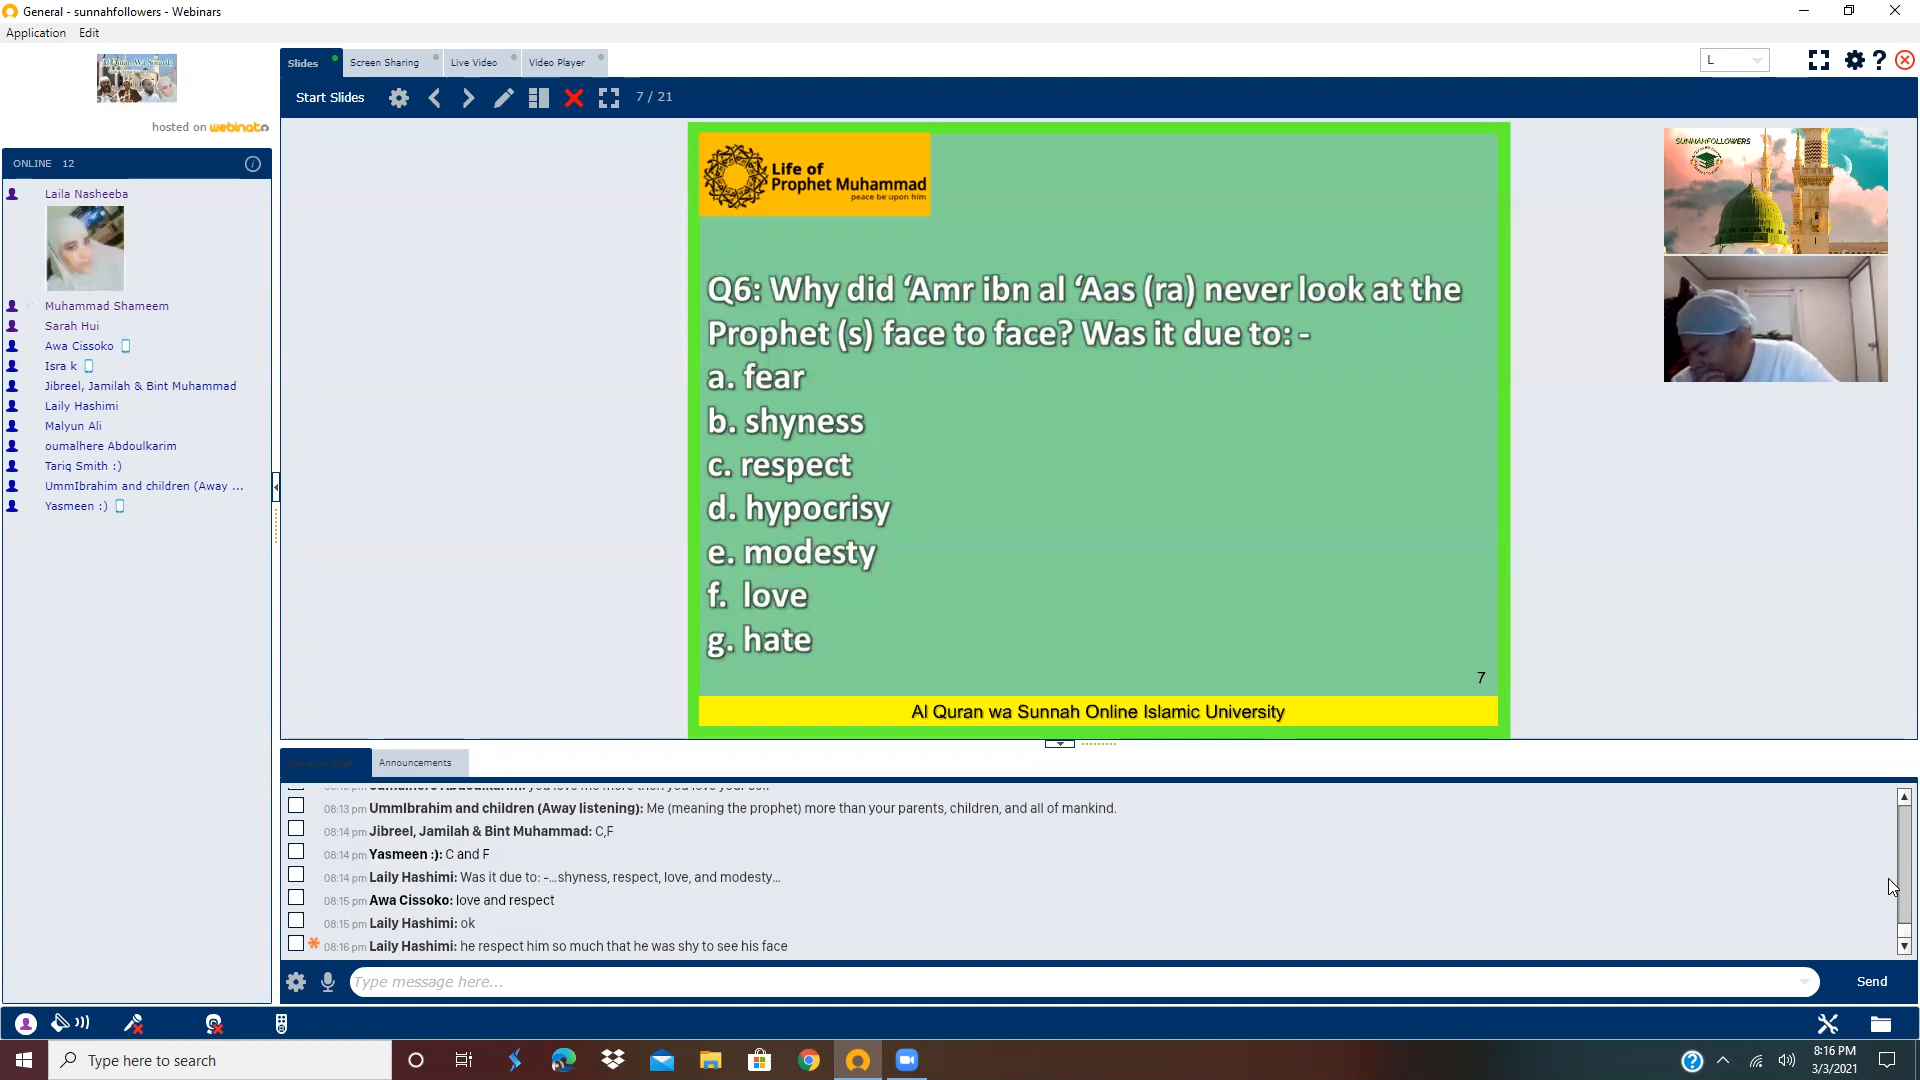 General - sunnahfollowers - Webinars
Application Edit
hosted on webinato
ONLINE 12
Laila Nasheeba
Muhammad Shameem
Sarah Hui
Awa Cissoko
Isra k
Jibreel, Jamilah & Bint Muhammad
Laily Hashimi
Malyun Ali
oumalhere Abdoulkarim
Tariq Smith :)
UmmIbrahim and children (Away ...
Yasmeen :)
Slides Screen Sharing Live Video Video Player
L
Start Slides 7 / 21
Life of
Prophet Muhammad
peace be upon him
Q6: Why did ‘Amr ibn al ‘Aas (ra) never look at the
Prophet (s) face to face? Was it due to: -
a. fear
b. shyness
c. respect
d. hypocrisy
e. modesty
f. love
g. hate
7
Al Quran wa Sunnah Online Islamic University
SUNNAHFOLLOWERS
General Chat Announcements
08:13 pm UmmIbrahim and children (Away listening): Me (meaning the prophet) more than your parents, children, and all of mankind.
08:14 pm Jibreel, Jamilah & Bint Muhammad: C,F
08:14 pm Yasmeen :): C and F
08:14 pm Laily Hashimi: Was it due to: -...shyness, respect, love, and modesty...
08:15 pm Awa Cissoko: love and respect
08:15 pm Laily Hashimi: ok
08:16 pm Laily Hashimi: he respect him so much that he was shy to see his face
Type message here...
Send
Type here to search
8:16 PM
3/3/2021